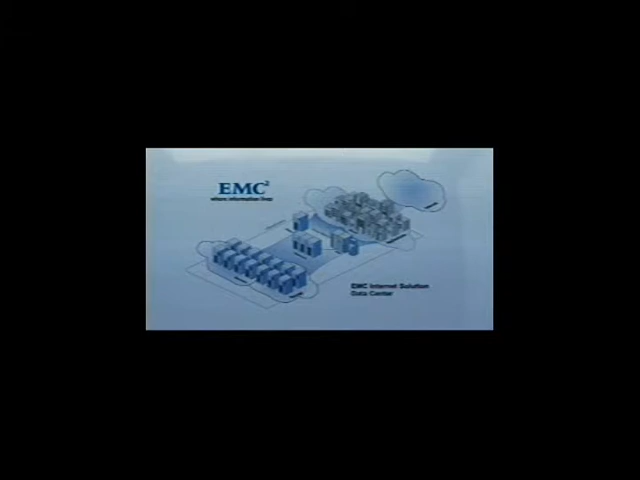 EMC²
where information lives
EMC Internet Solution
Data Center